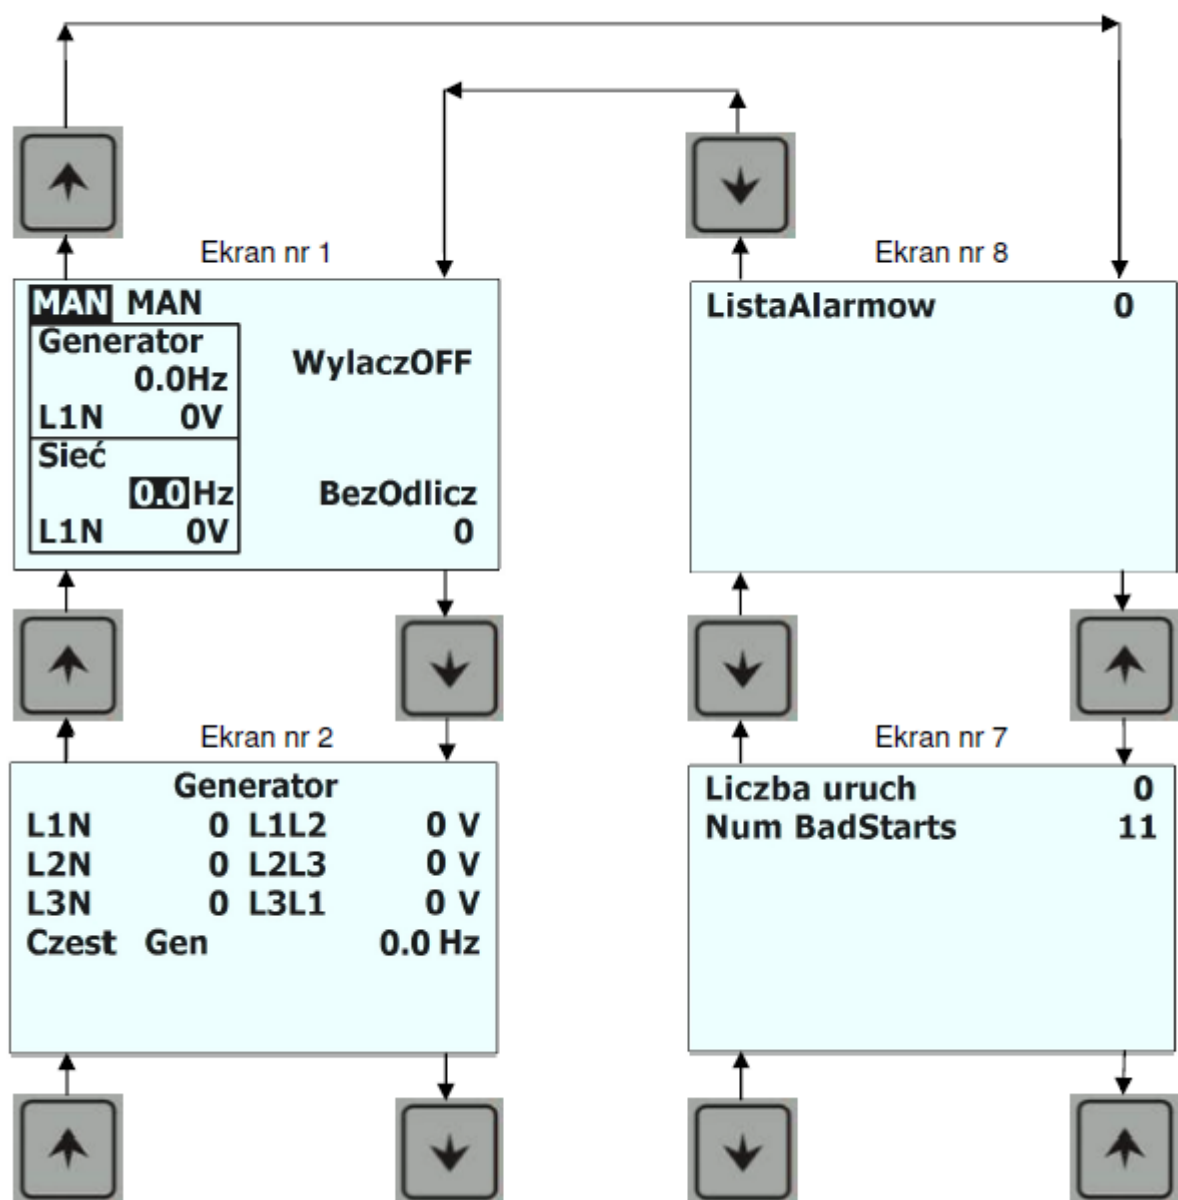 Ekran nr 1
MAN MAN
Generator
0.0Hz
L1N 0V
WylaczOFF
Sieć
0.0 Hz
L1N 0V
BezOdlicz
0
Ekran nr 8
ListaAlarmow 0
Ekran nr 2
Generator
L1N 0 L1L2 0 V
L2N 0 L2L3 0 V
L3N 0 L3L1 0 V
Czest Gen 0.0 Hz
Ekran nr 7
Liczba uruch 0
Num BadStarts 11